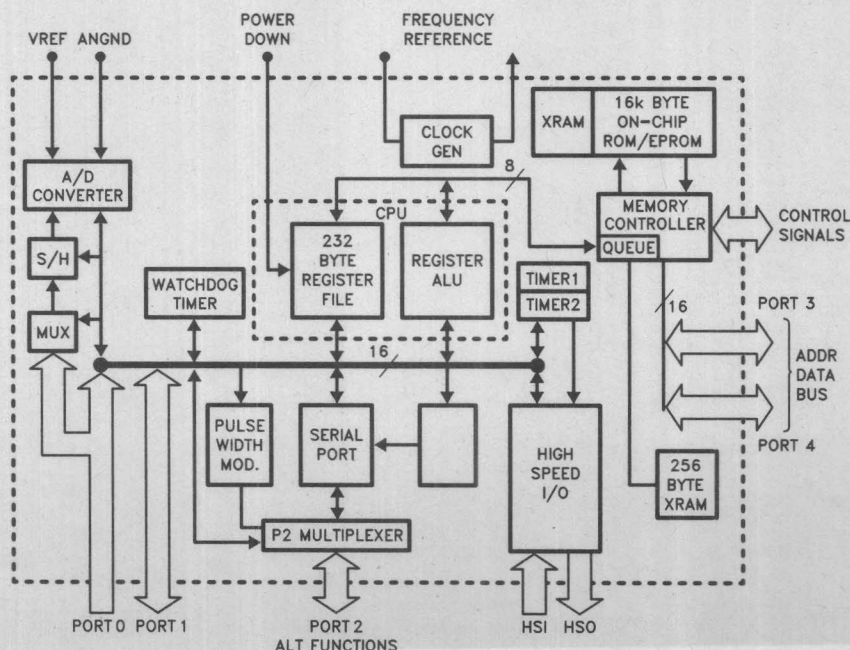 VREF ANGND
POWER
DOWN
FREQUENCY
REFERENCE
A/D
CONVERTER
S/H
MUX
WATCHDOG
TIMER
CLOCK
GEN
8
CPU
232
BYTE
REGISTER
FILE
REGISTER
ALU
XRAM
16k BYTE
ON-CHIP
ROM/EPROM
MEMORY
CONTROLLER
QUEUE
CONTROL
SIGNALS
TIMER1
TIMER2
16
16
PORT 3
ADDR
DATA
BUS
PORT 4
PULSE
WIDTH
MOD.
SERIAL
PORT
HIGH
SPEED
I/O
256
BYTE
XRAM
P2 MULTIPLEXER
PORT 0 PORT 1
PORT 2
ALT FUNCTIONS
HSI HSO